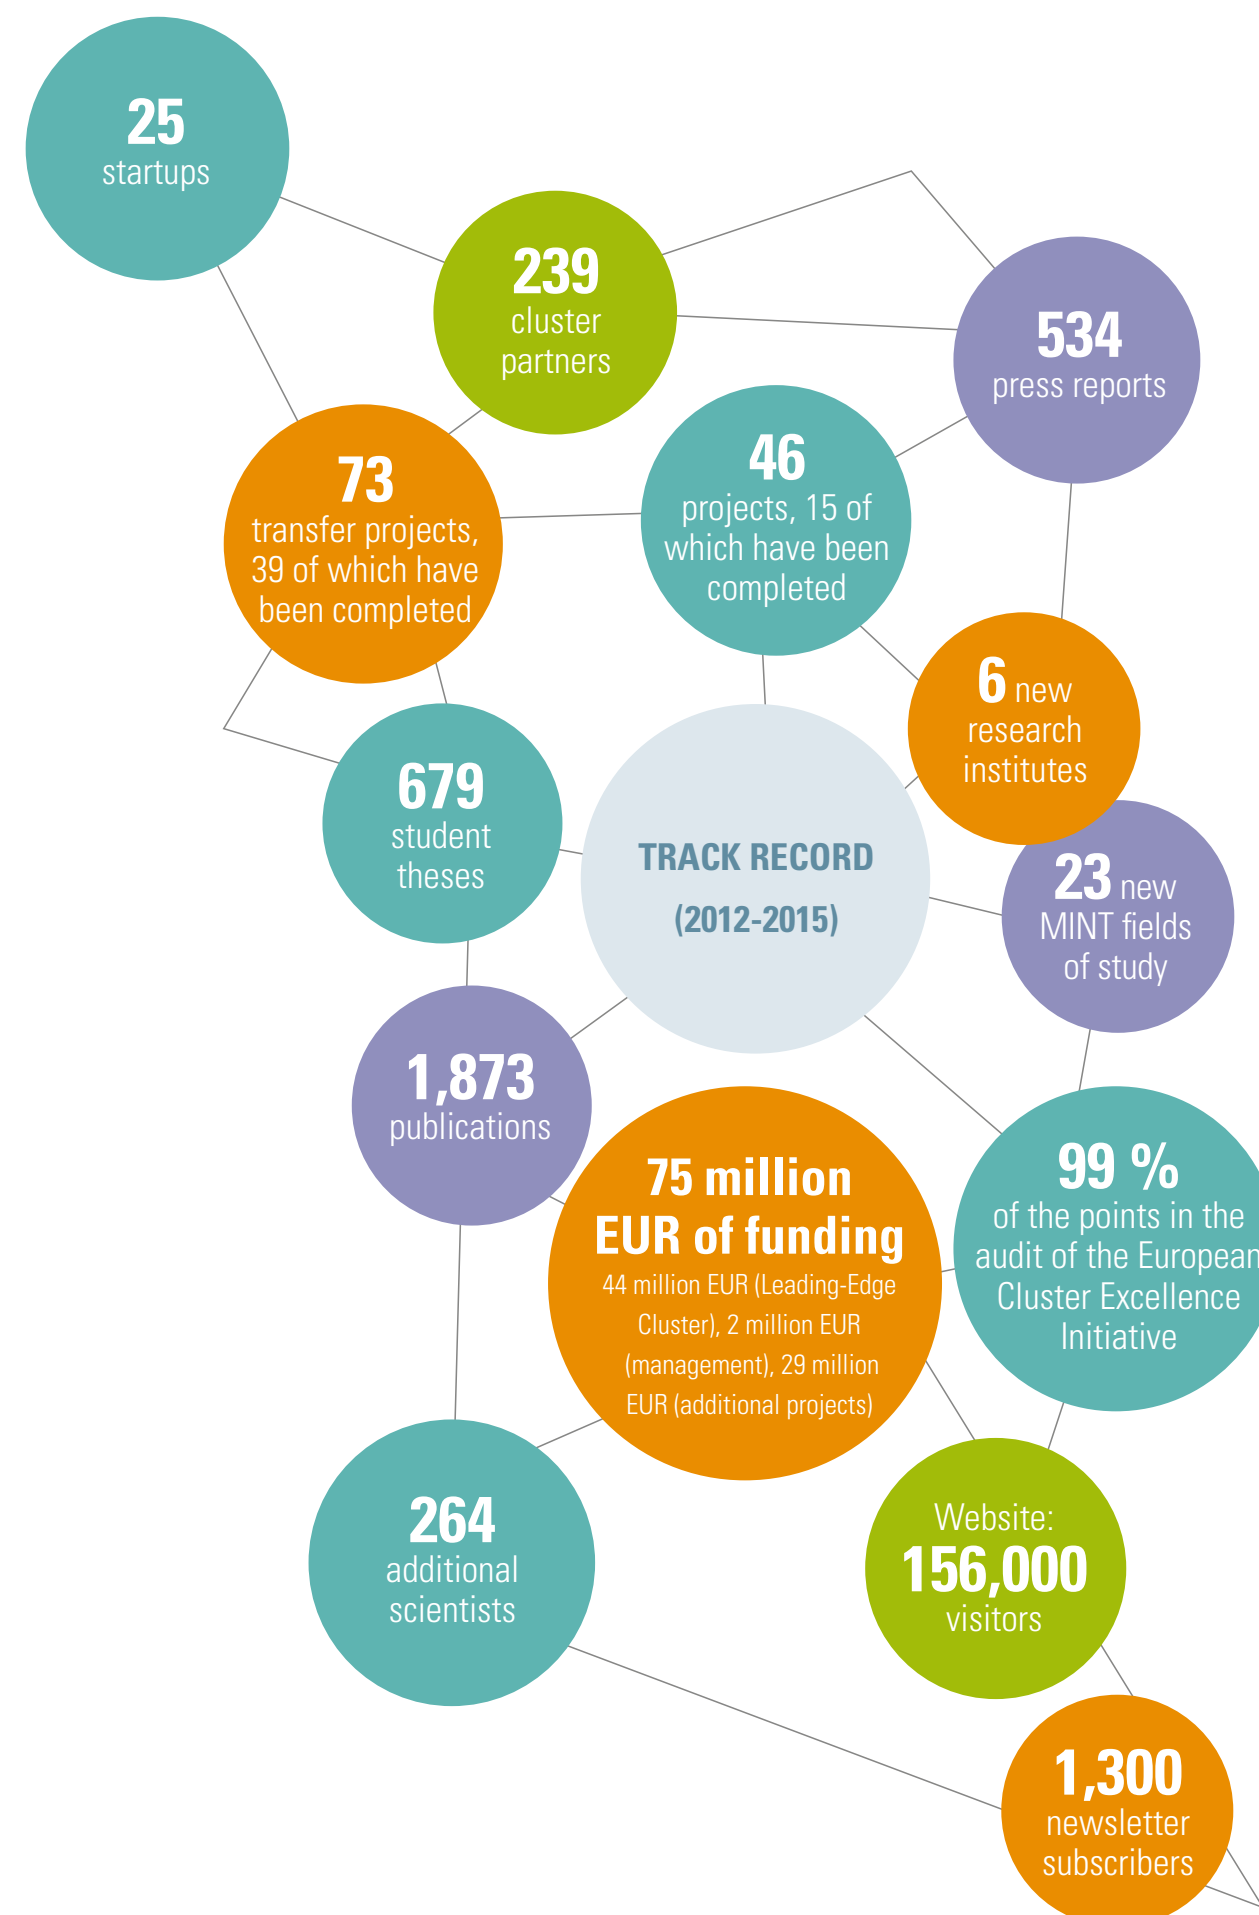 25
startups
239
cluster
partners
534
press reports
73
transfer projects,
39 of which have
been completed
46
projects, 15 of
which have been
completed
6 new
research
institutes
679
student
theses
TRACK RECORD
(2012-2015)
23 new
MINT fields
of study
1,873
publications
75 million
EUR of funding
44 million EUR (Leading-Edge
Cluster), 2 million EUR
(management), 29 million
EUR (additional projects)
99 %
of the points in the
audit of the European
Cluster Excellence
Initiative
264
additional
scientists
Website:
156,000
visitors
1,300
newsletter
subscribers